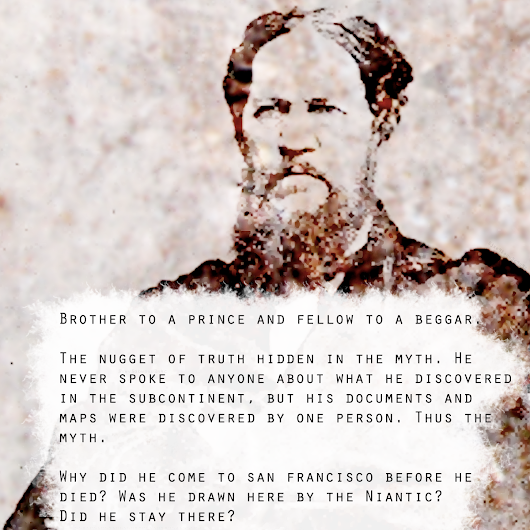 Brother to a prince and fellow to a beggar.
The nugget of truth hidden in the myth. He
never spoke to anyone about what he discovered
in the subcontinent, but his documents and
maps were discovered by one person. Thus the
myth.
Why did he come to san francisco before he
died? Was he drawn here by the Niantic?
Did he stay there?